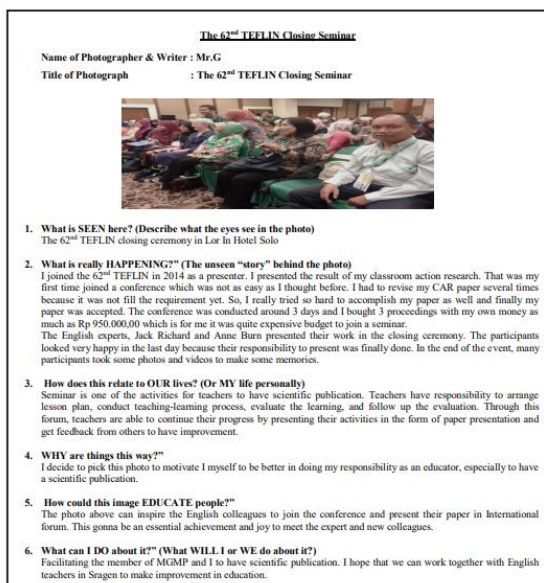 The 62nd TEFLIN Closing Seminar
Name of Photographer & Writer : Mr.G
Title of Photograph : The 62nd TEFLIN Closing Seminar
1. What is SEEN here? (Describe what the eyes see in the photo)
The 62nd TEFLIN closing ceremony in Lor In Hotel Solo
2. What is really HAPPENING?" (The unseen "story" behind the photo)
I joined the 62nd TEFLIN in 2014 as a presenter. I presented the result of my classroom action research. That was my
first time joined a conference which was not as easy as I thought before. I had to revise my CAR paper several times
because it was not fill the requirement yet. So, I really tried so hard to accomplish my paper as well and finally my
paper was accepted. The conference was conducted around 3 days and I bought 3 proceedings with my own money as
much as Rp 950.000,00 which is for me it was quite expensive budget to join a seminar.
The English experts, Jack Richard and Anne Burn presented their work in the closing ceremony. The participants
looked very happy in the last day because their responsibility to present was finally done. In the end of the event, many
participants took some photos and videos to make some memories.
3. How does this relate to OUR lives? (Or MY life personally)
Seminar is one of the activities for teachers to have scientific publication. Teachers have responsibility to arrange
lesson plan, conduct teaching-learning process, evaluate the learning, and follow up the evaluation. Through this
forum, teachers are able to continue their progress by presenting their activities in the form of paper presentation and
get feedback from others to have improvement.
4. WHY are things this way?"
I decide to pick this photo to motivate I myself to be better in doing my responsibility as an educator, especially to have
a scientific publication.
5. How could this image EDUCATE people?"
The photo above can inspire the English colleagues to join the conference and present their paper in International
forum. This gonna be an essential achievement and joy to meet the expert and new colleagues.
6. What can I DO about it?" (What WILL I or WE do about it?)
Facilitating the member of MGMP and I to have scientific publication. I hope that we can work together with English
teachers in Sragen to make improvement in education.